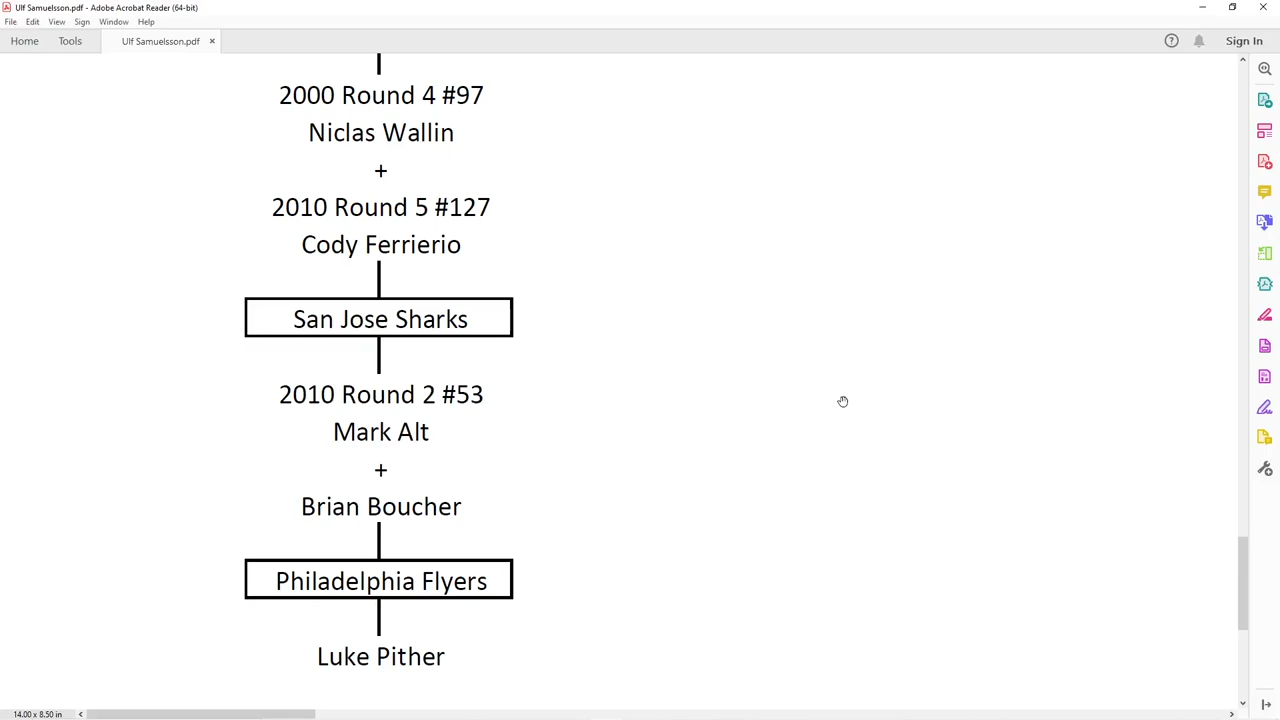 Ulf Samuelsson.pdf - Adobe Acrobat Reader (64-bit)
File Edit View Sign Window Help
Home Tools Ulf Samuelsson.pdf × Sign In
2000 Round 4 #97
Niclas Wallin
+
2010 Round 5 #127
Cody Ferrierio
San Jose Sharks
2010 Round 2 #53
Mark Alt
+
Brian Boucher
Philadelphia Flyers
Luke Pither
14.00 x 8.50 in